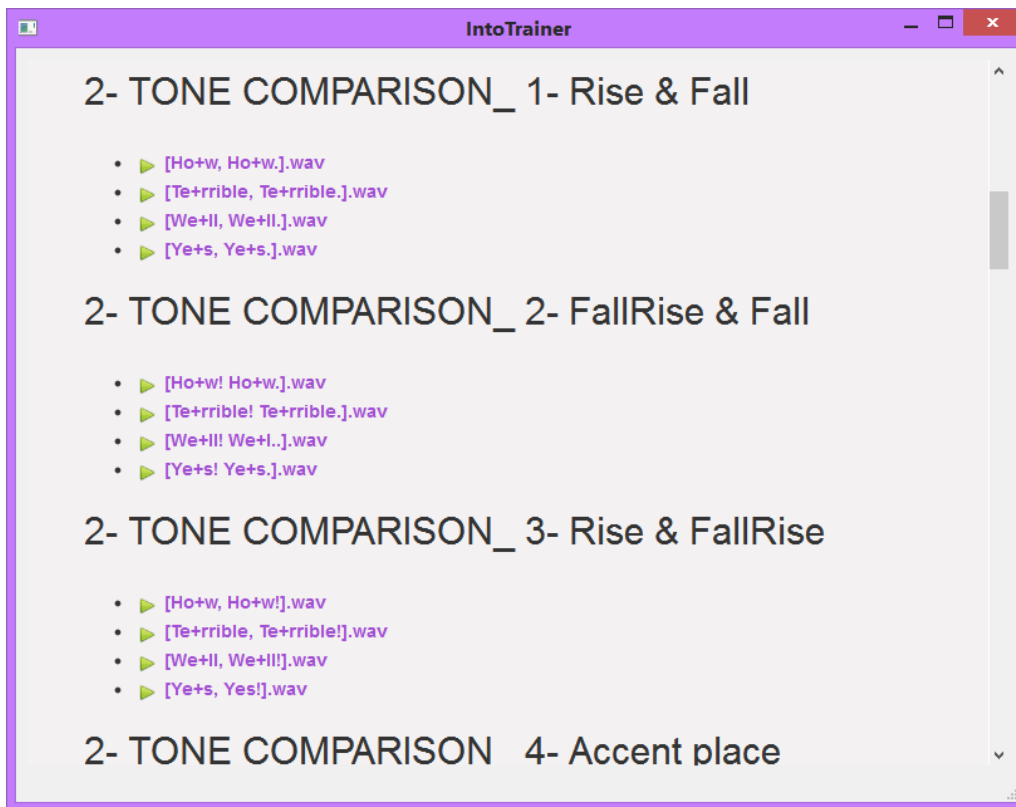 IntoTrainer
2- TONE COMPARISON_ 1- Rise & Fall
[Ho+w, Ho+w.].wav
[Te+rrible, Te+rrible.].wav
[We+ll, We+ll.].wav
[Ye+s, Ye+s.].wav
2- TONE COMPARISON_ 2- FallRise & Fall
[Ho+w! Ho+w.].wav
[Te+rrible! Te+rrible.].wav
[We+ll! We+l..].wav
[Ye+s! Ye+s.].wav
2- TONE COMPARISON_ 3- Rise & FallRise
[Ho+w, Ho+w!].wav
[Te+rrible, Te+rrible!].wav
[We+ll, We+ll!].wav
[Ye+s, Yes!].wav
2- TONE COMPARISON 4- Accent place